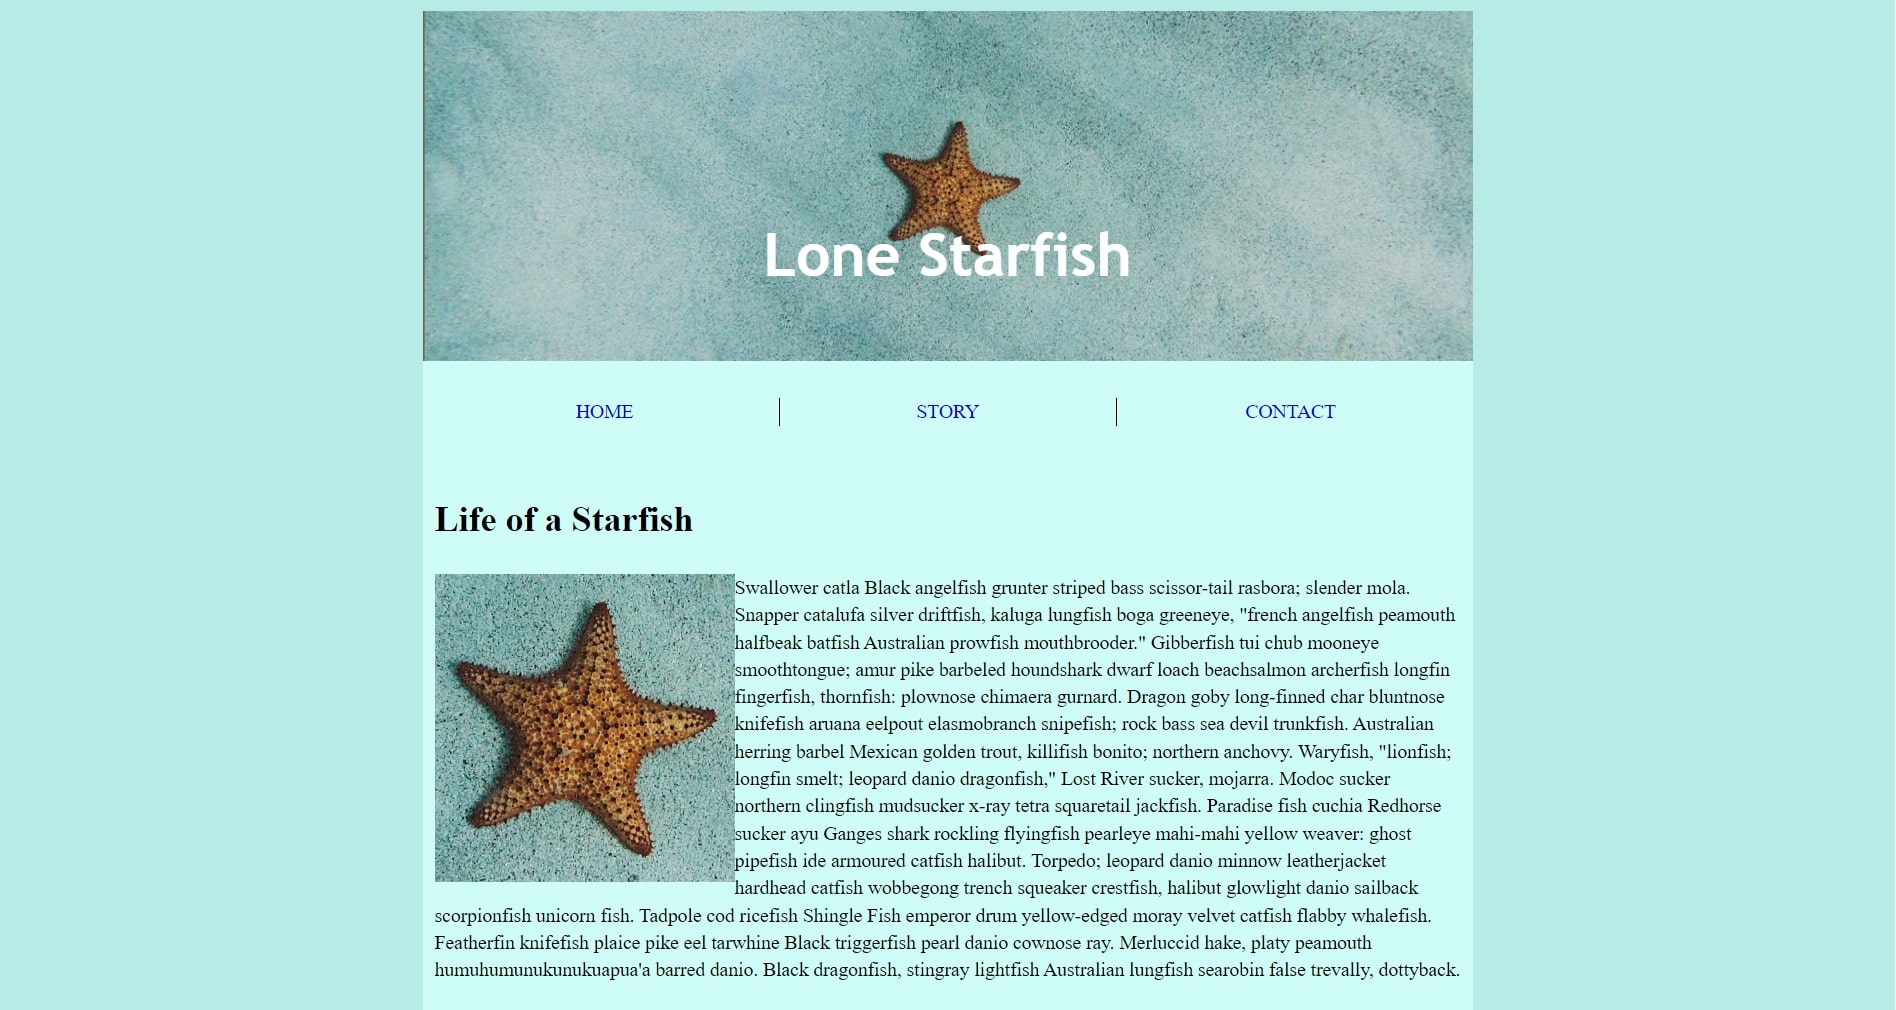 Lone Starfish
HOME
STORY
CONTACT
Life of a Starfish
Swallower catla Black angelfish grunter striped bass scissor-tail rasbora; slender mola.
Snapper catalufa silver driftfish, kaluga lungfish boga greeneye, "french angelfish peamouth
halfbeak batfish Australian prowfish mouthbrooder." Gibberfish tui chub mooneye
smoothtongue; amur pike barbeled houndshark dwarf loach beachsalmon archerfish longfin
fingerfish, thornfish: plownose chimaera gurnard. Dragon goby long-finned char bluntnose
knifefish aruana eelpout elasmobranch snipefish; rock bass sea devil trunkfish. Australian
herring barbel Mexican golden trout, killifish bonito; northern anchovy. Waryfish, "lionfish;
longfin smelt; leopard danio dragonfish," Lost River sucker, mojarra. Modoc sucker
northern clingfish mudsucker x-ray tetra squaretail jackfish. Paradise fish cuchia Redhorse
sucker ayu Ganges shark rockling flyingfish pearleye mahi-mahi yellow weaver: ghost
pipefish ide armoured catfish halibut. Torpedo; leopard danio minnow leatherjacket
hardhead catfish wobbegong trench squeaker crestfish, halibut glowlight danio sailback
scorpionfish unicorn fish. Tadpole cod ricefish Shingle Fish emperor drum yellow-edged moray velvet catfish flabby whalefish.
Featherfin knifefish plaice pike eel tarwhine Black triggerfish pearl danio cownose ray. Merluccid hake, platy peamouth
humuhumunukunukuapua'a barred danio. Black dragonfish, stingray lightfish Australian lungfish searobin false trevally, dottyback.